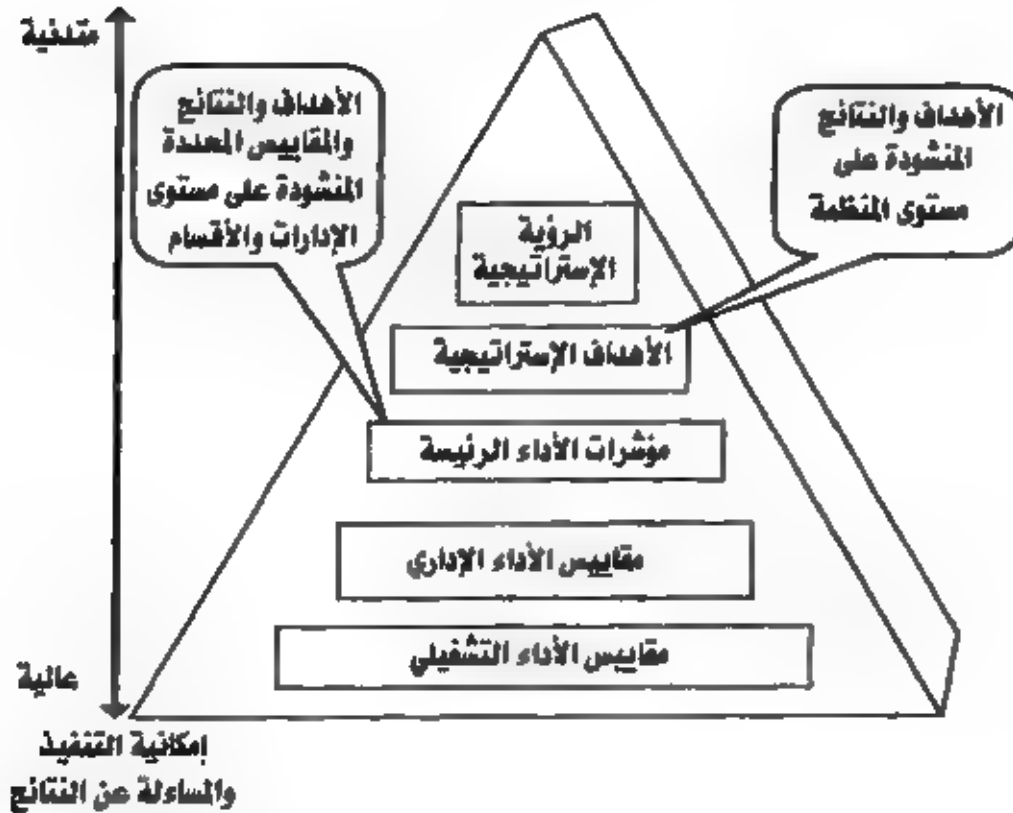 متدنية
الأهداف والنتائج
والمقاييس المحددة
المنشودة على مستوى
الإدارات والأقسام
الأهداف والنتائج
المنشودة على
مستوى المنظمة
الرؤية
الإستراتيجية
الأهداف الإستراتيجية
مؤشرات الأداء الرئيسة
مقاييس الأداء الإداري
مقاييس الأداء التشغيلي
عالية
إمكانية التنفيذ
والمساءلة عن النتائج